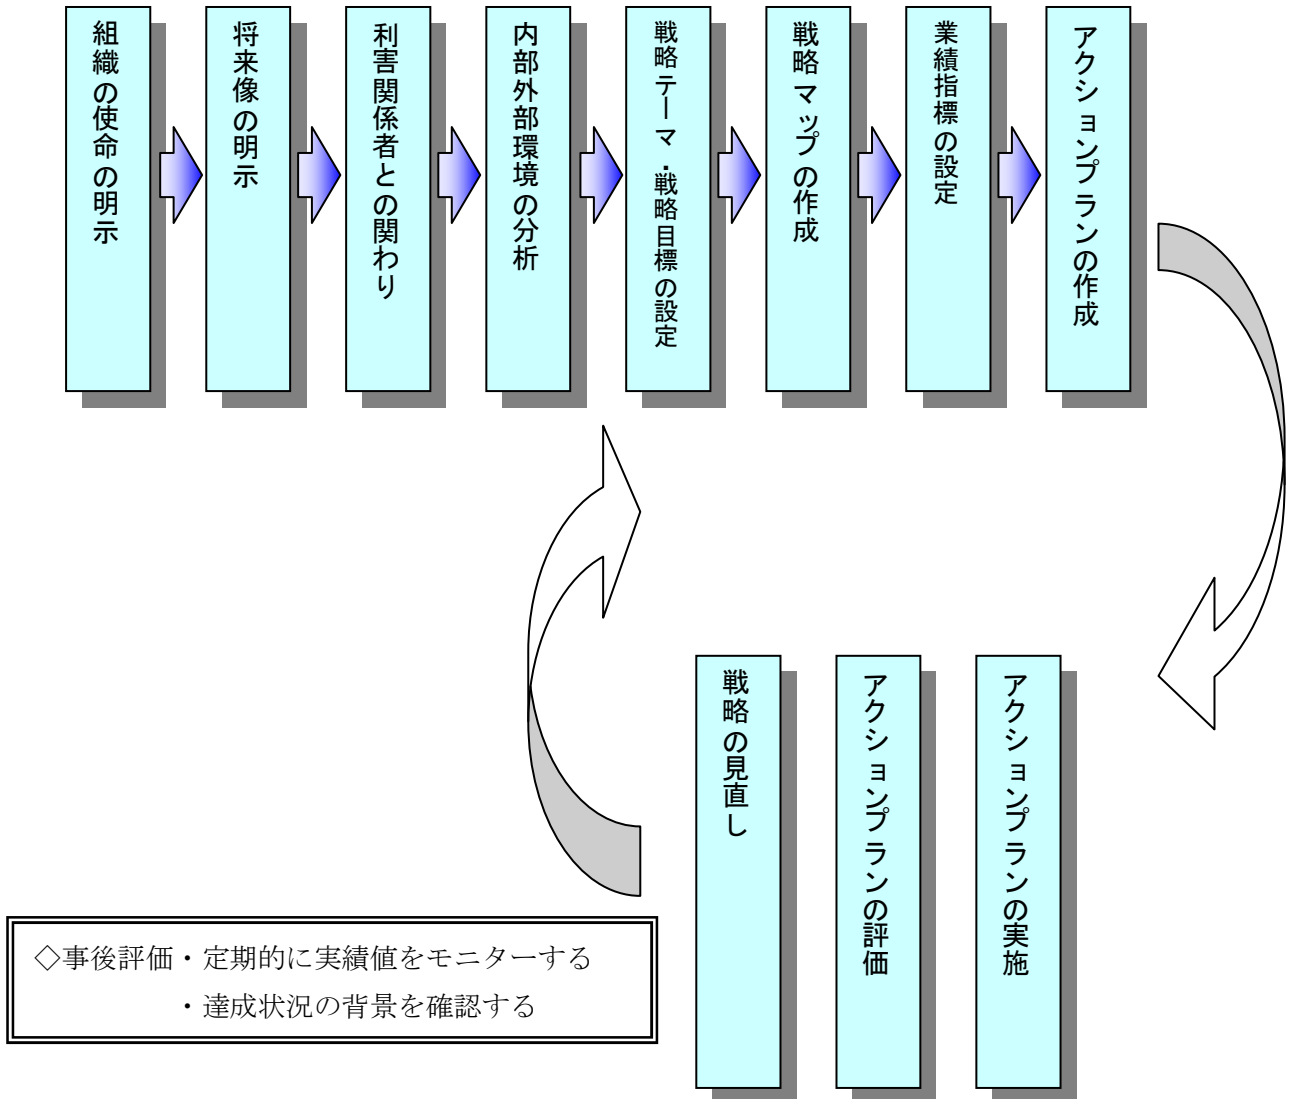 組織の使命の明示
将来像の明示
利害関係者との関わり
内部外部環境の分析
戦略テーマ・戦略目標の設定
戦略マップの作成
業績指標の設定
アクションプランの作成
戦略の見直し
アクションプランの評価
アクションプランの実施
◇事後評価・定期的に実績値をモニターする
・達成状況の背景を確認する